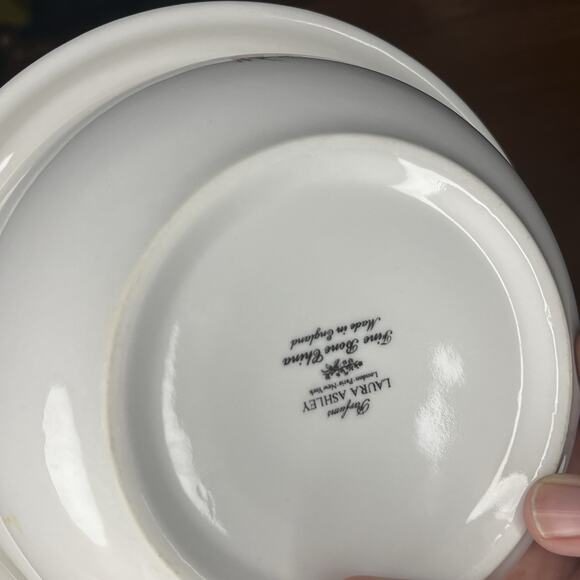 Parfums
LAURA ASHLEY
London·Paris·New York
Fine Bone China
Made in England